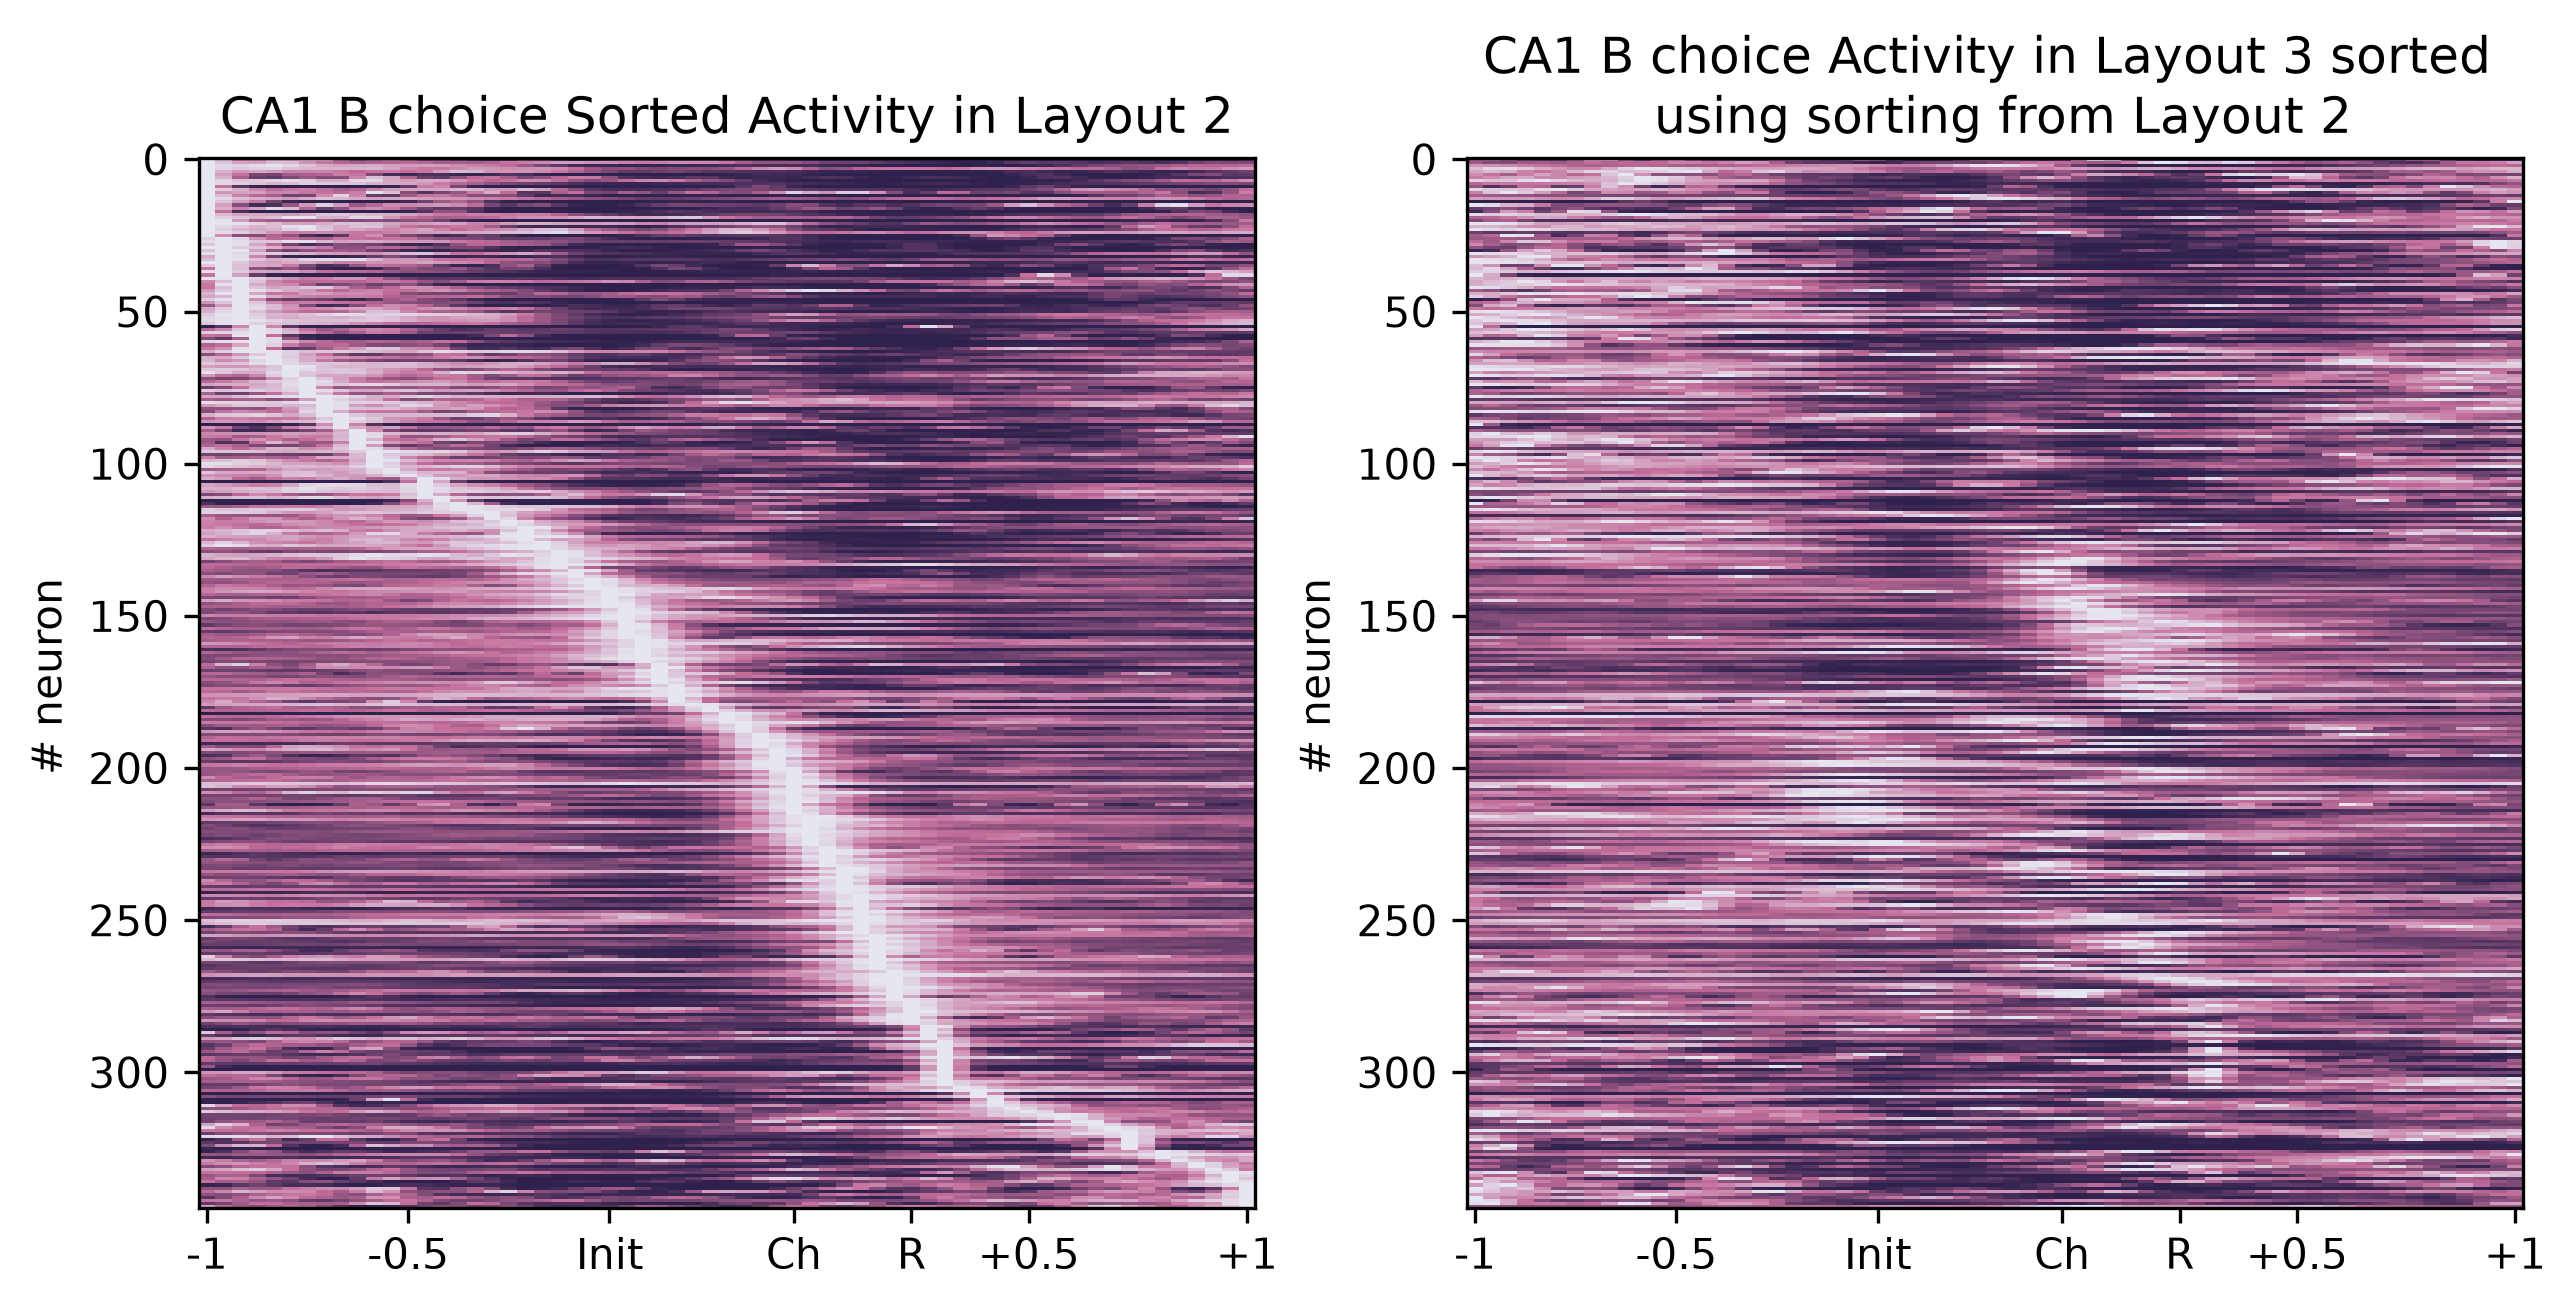 CA1 B choice Sorted Activity in Layout 2
0
50
100
150
200
250
300
# neuron
-1 -0.5 Init Ch R +0.5 +1
CA1 B choice Activity in Layout 3 sorted
using sorting from Layout 2
0
50
100
150
200
250
300
# neuron
-1 -0.5 Init Ch R +0.5 +1